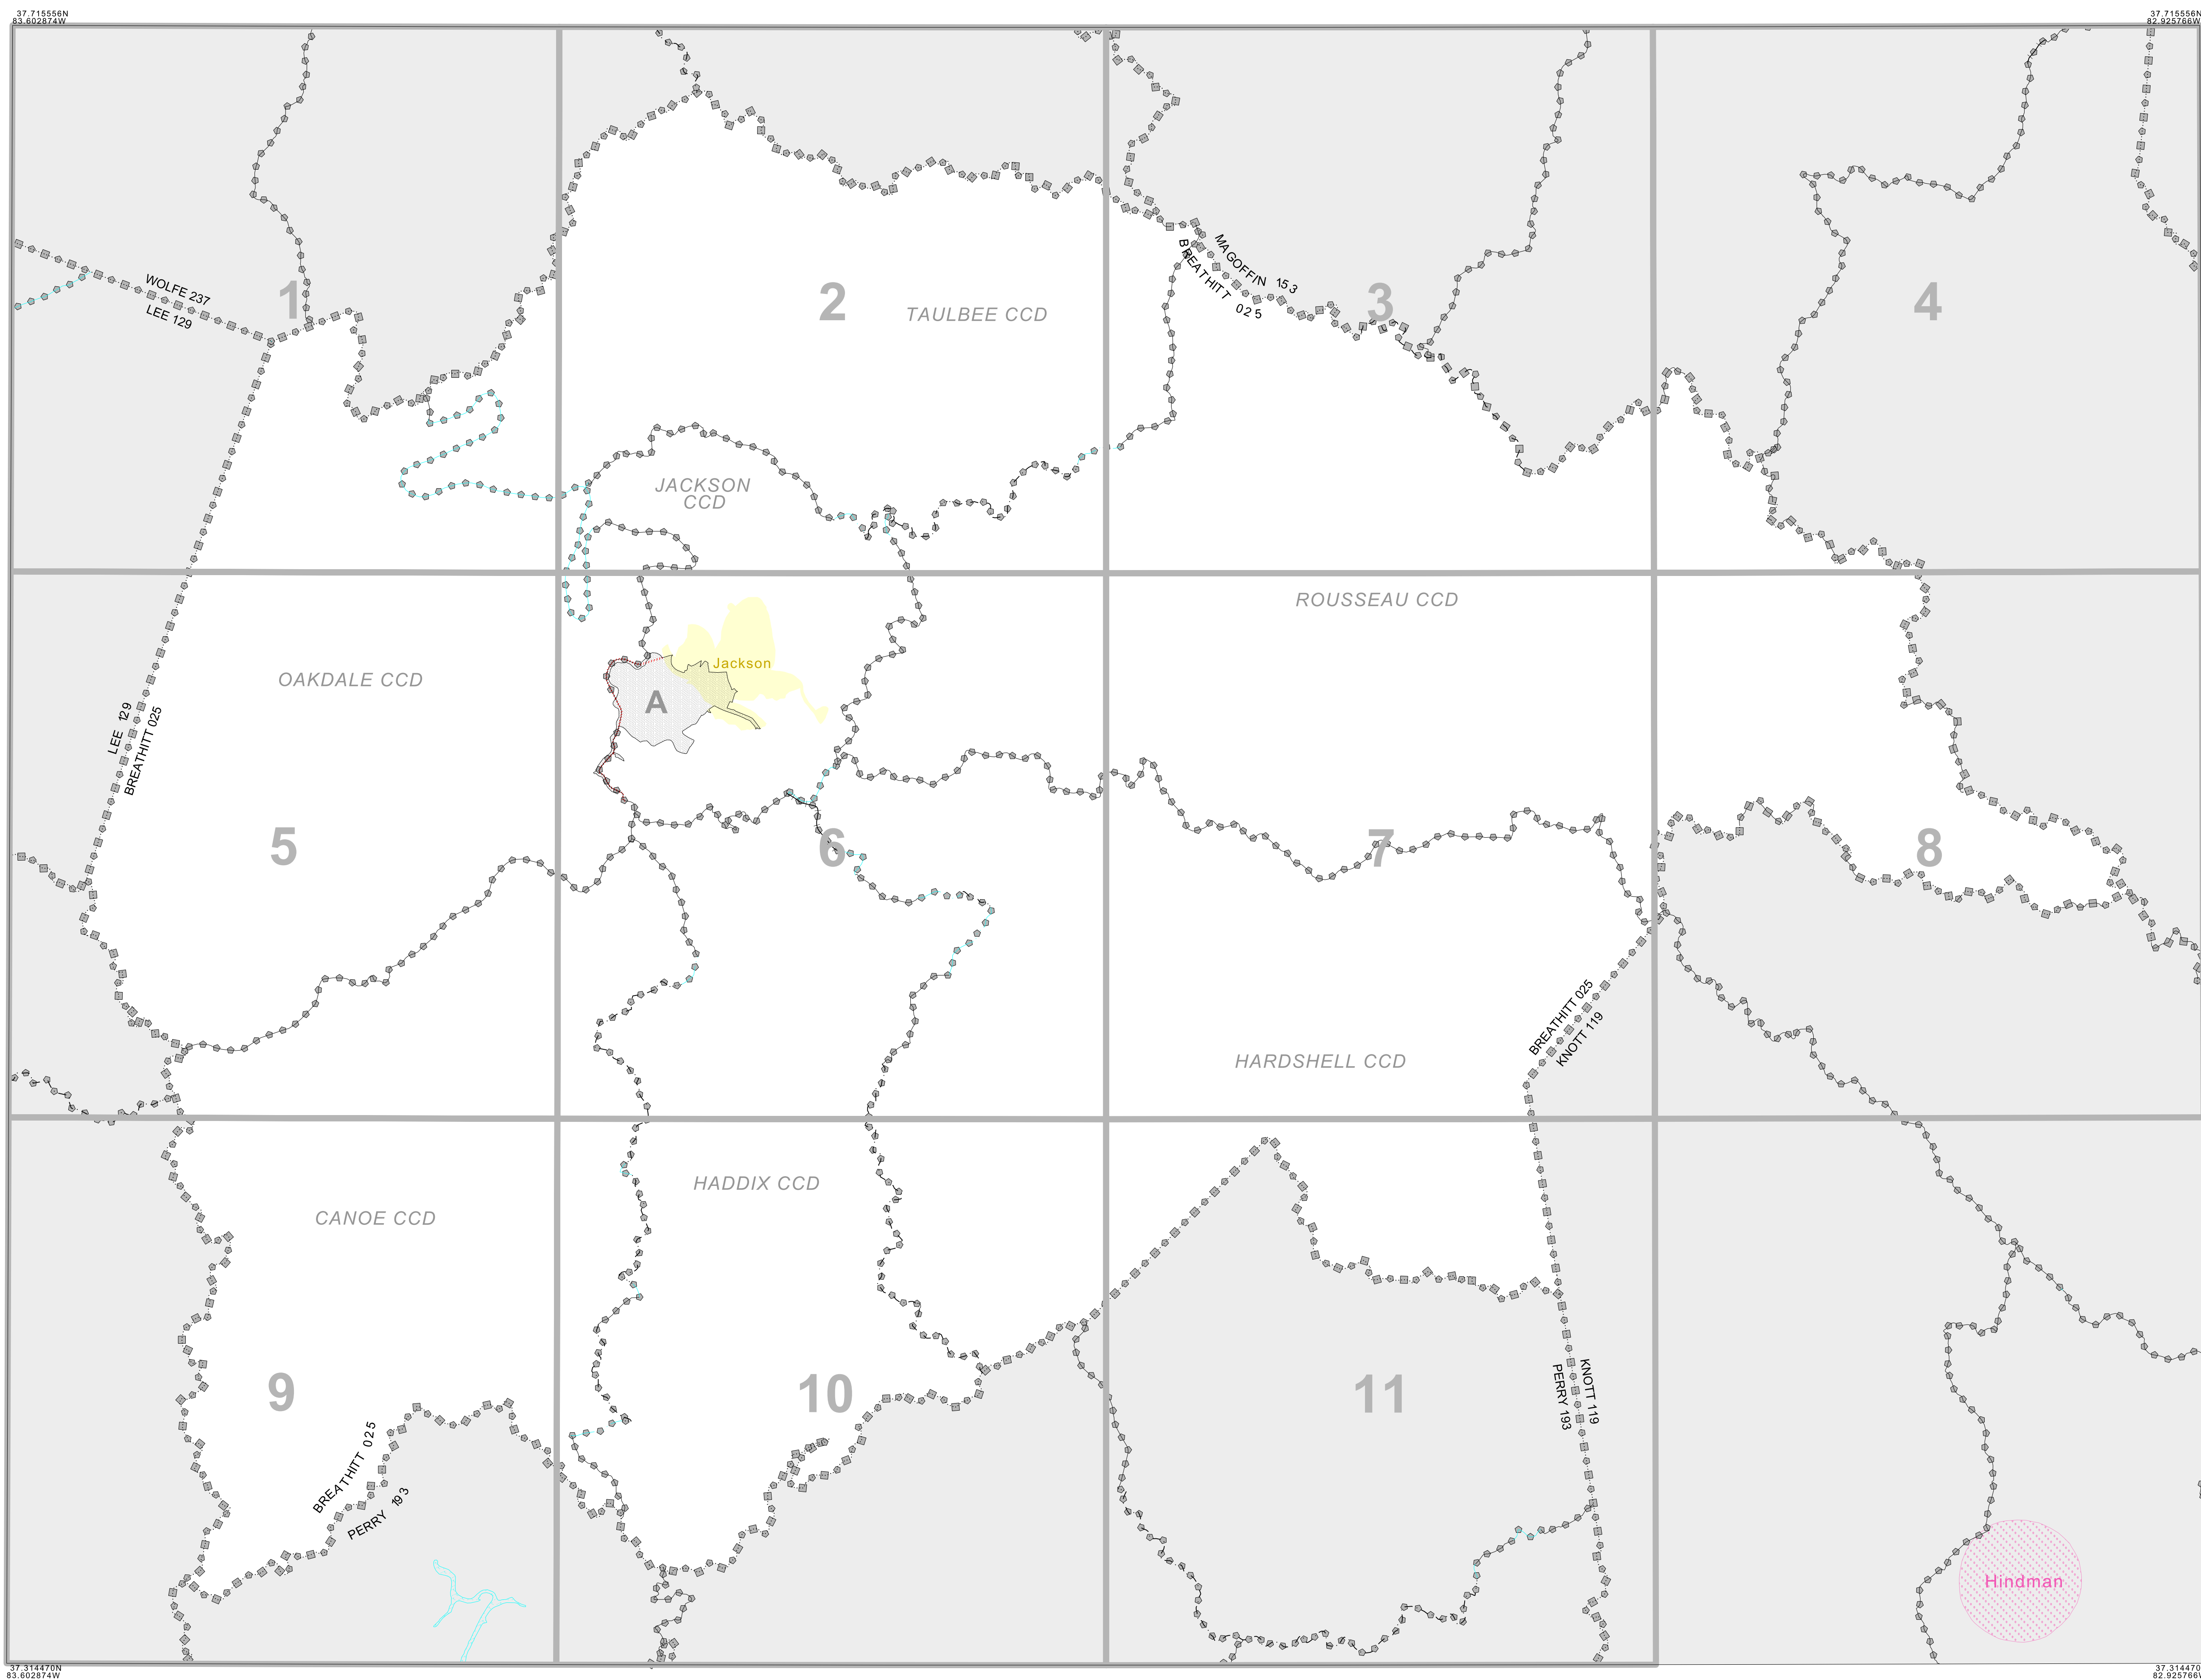 37.715556N
83.602874W
37.715556N
82.925766W
MAGOFFIN 153
BREATHITT 025
WOLFE 237
LEE 129
1
2
TAULBEE CCD
3
4
JACKSON
CCD
ROUSSEAU CCD
Jackson
OAKDALE CCD
A
LEE 129
BREATHITT 025
5
6
7
8
BREATHITT 025
KNOTT 119
HARDSHELL CCD
HADDIX CCD
CANOE CCD
9
10
11
KNOTT 119
PERRY 193
BREATHITT 025
PERRY 193
Hindman
37.314470N
83.602874W
37.314470N
82.925766W